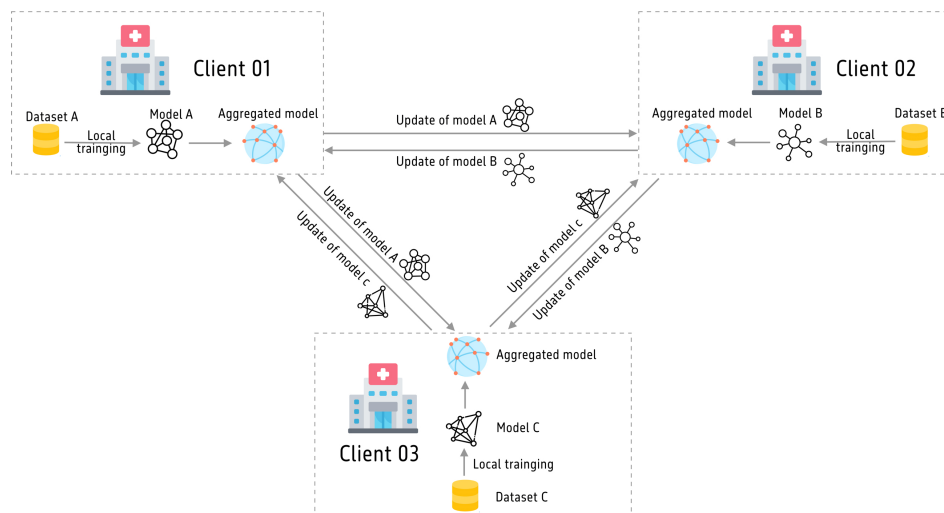 Client 01
Dataset A
Local
trainging
Model A
Aggregated model
Update of model A
Update of model B
Client 02
Aggregated model
Model B
Local
trainging
Dataset B
Update of model A
Update of model c
Update of model c
Update of model B
Aggregated model
Client 03
Model C
Local trainging
Dataset C